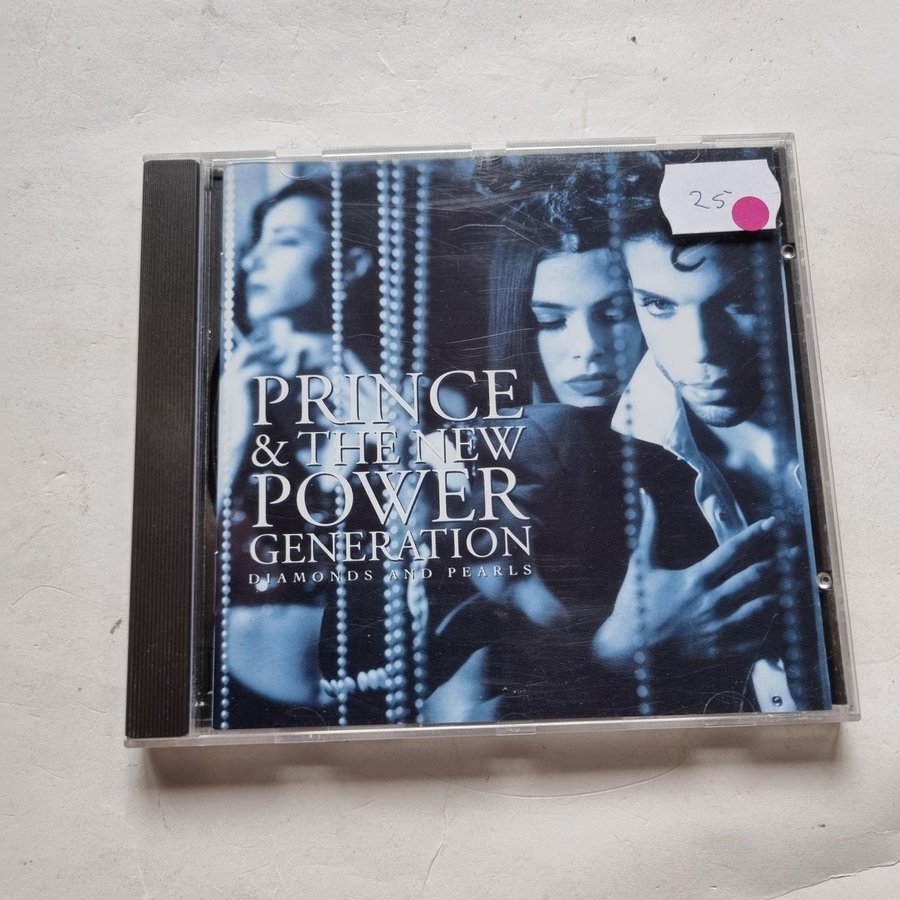 25
PRINCE
& THE NEW
POWER
GENERATION
DIAMONDS AND PEARLS